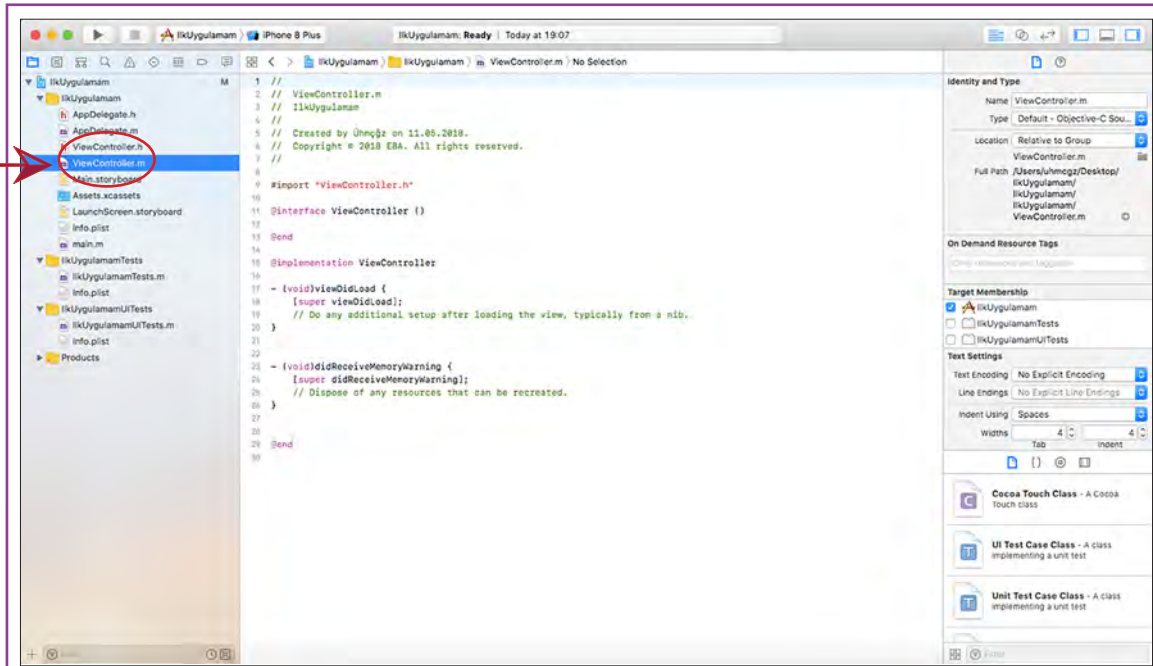 IlkUygulamam
iPhone 8 Plus
IlkUygulamam: Ready | Today at 19:07
IlkUygulamam
IlkUygulamam
ViewController.m
No Selection
IlkUygulamam M
IlkUygulamam
h AppDelegate.h
m AppDelegate.m
h ViewController.h
m ViewController.m
Main.storyboard
Assets.xcassets
LaunchScreen.storyboard
Info.plist
m main.m
IlkUygulamamTests
m IlkUygulamamTests.m
Info.plist
IlkUygulamamUITests
m IlkUygulamamUITests.m
Info.plist
Products
Filter
1 //
2 // ViewController.m
3 // IlkUygulamam
4 //
5 // Created by Ühmçğz on 11.05.2018.
6 // Copyright © 2018 EBA. All rights reserved.
7 //
8
9 #import "ViewController.h"
10
11 @interface ViewController ()
12
13 @end
14
15 @implementation ViewController
16
17 - (void)viewDidLoad {
18 [super viewDidLoad];
19 // Do any additional setup after loading the view, typically from a nib.
20 }
21
22
23 - (void)didReceiveMemoryWarning {
24 [super didReceiveMemoryWarning];
25 // Dispose of any resources that can be recreated.
26 }
27
28
29 @end
30
Identity and Type
Name ViewController.m
Type Default - Objective-C Sou...
Location Relative to Group
ViewController.m
Full Path /Users/uhmcgz/Desktop/
IlkUygulamam/
IlkUygulamam/
IlkUygulamam/
ViewController.m
On Demand Resource Tags
Only resources are taggable
Target Membership
IlkUygulamam
IlkUygulamamTests
IlkUygulamamUITests
Text Settings
Text Encoding No Explicit Encoding
Line Endings No Explicit Line Endings
Indent Using Spaces
Widths 4 4
Tab Indent
{ }
C Cocoa Touch Class - A Cocoa
Touch class
T UI Test Case Class - A class
implementing a unit test
T Unit Test Case Class - A class
implementing a unit test
Filter